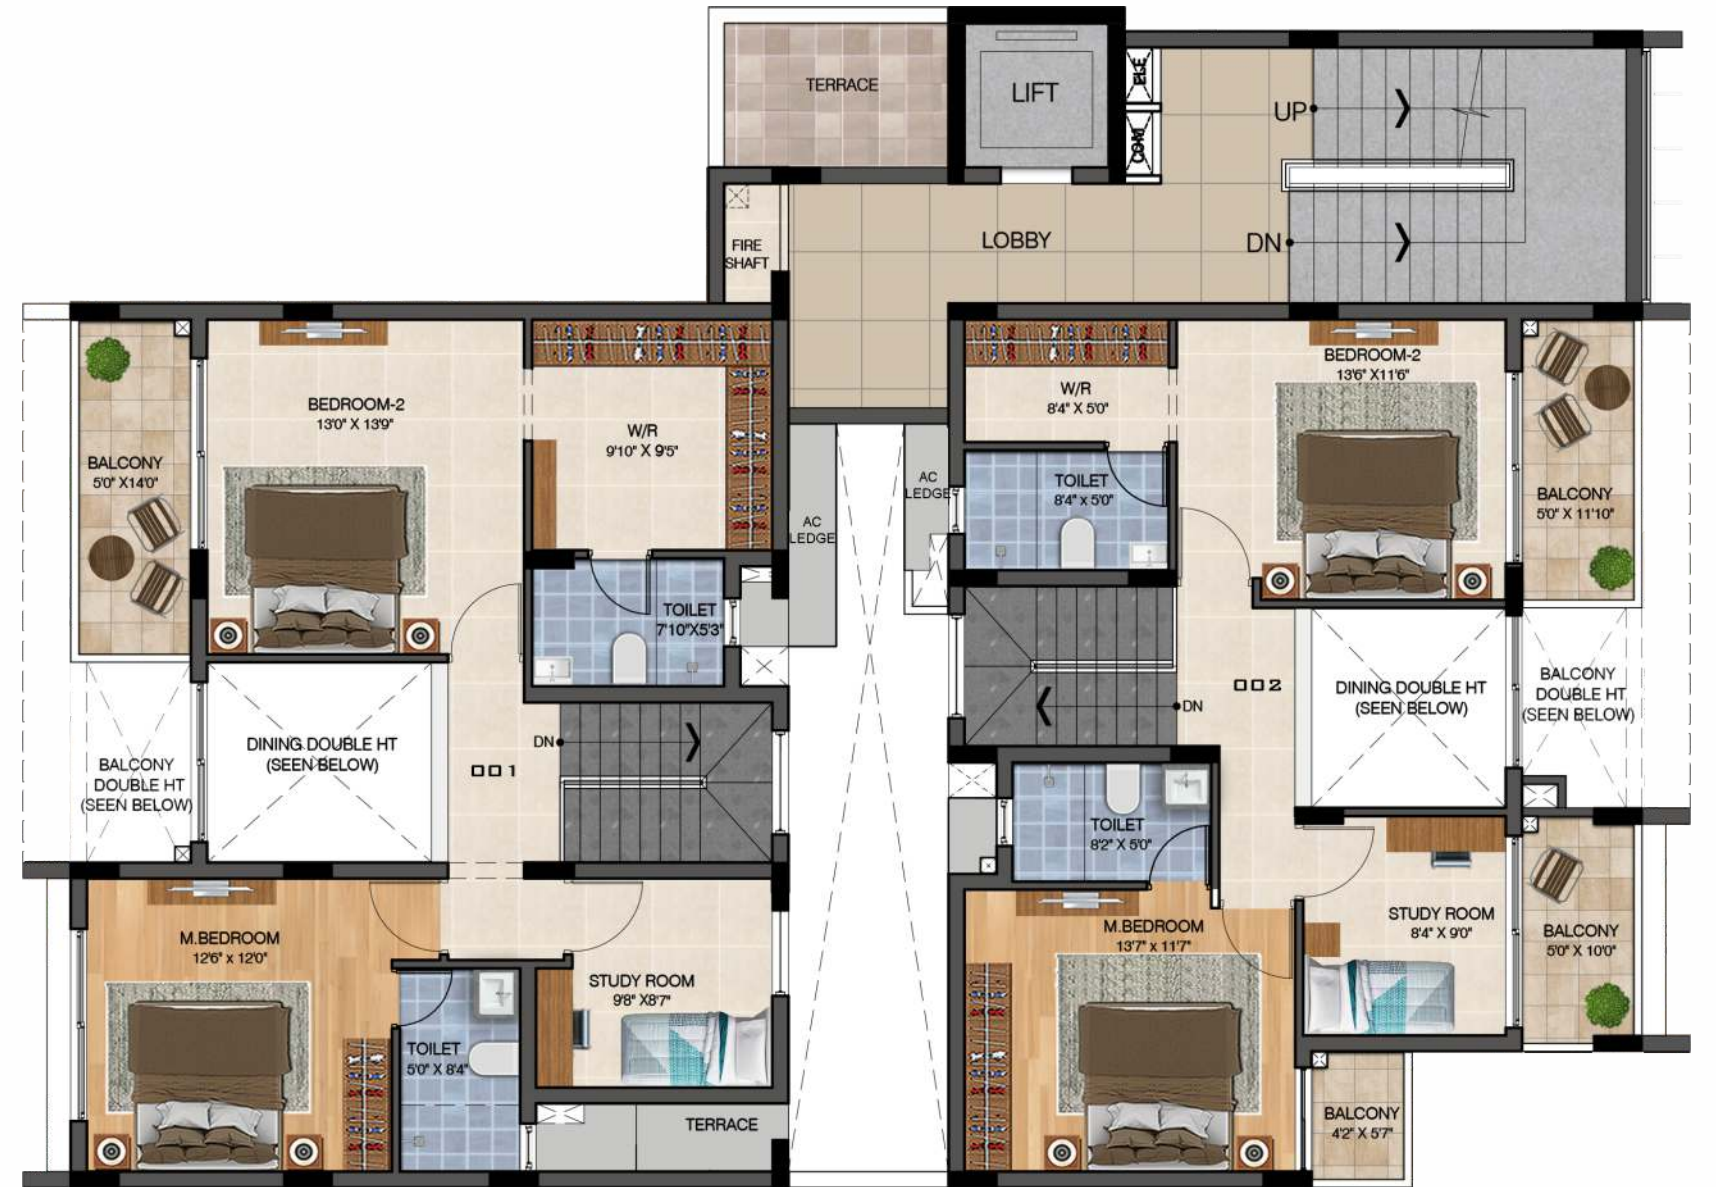 TERRACE
LIFT
ELE
COM
UP
DN
LOBBY
FIRE
SHAFT
BEDROOM-2
13'0" X 13'9"
W/R
9'10" X 9'5"
BALCONY
5'0" X14'0"
AC
LEDGE
TOILET
7'10"X5'3"
DINING DOUBLE HT
(SEEN BELOW)
BALCONY
DOUBLE HT
(SEEN BELOW)
001
DN
M.BEDROOM
12'6" x 12'0"
TOILET
5'0" X 8'4"
STUDY ROOM
9'8" X8'7"
TERRACE
AC
LEDGE
W/R
8'4" X 5'0"
BEDROOM-2
13'6" X11'6"
TOILET
8'4" x 5'0"
BALCONY
5'0" X 11'10"
DN
002
DINING DOUBLE HT
(SEEN BELOW)
BALCONY
DOUBLE HT
(SEEN BELOW)
TOILET
8'2" X 5'0"
M.BEDROOM
13'7" x 11'7"
STUDY ROOM
8'4" X 9'0"
BALCONY
5'0" X 10'0"
BALCONY
4'2" X 5'7"